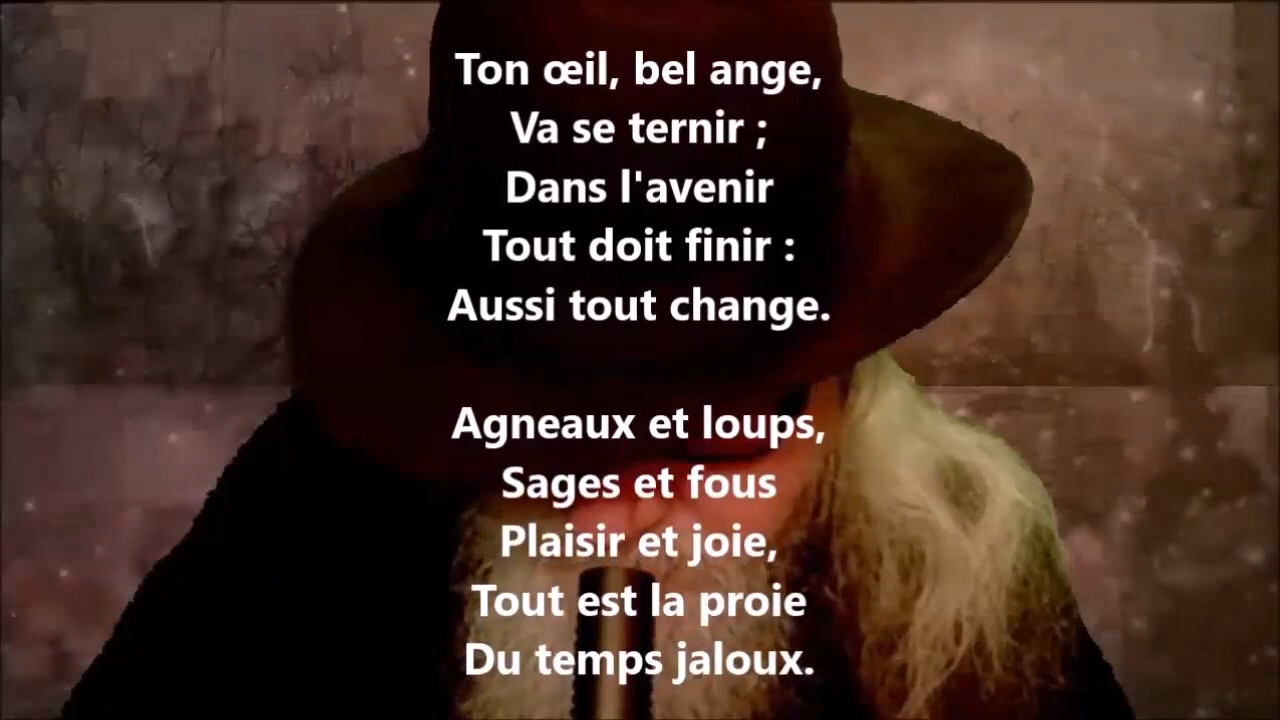 Ton œil, bel ange,
Va se ternir ;
Dans l'avenir
Tout doit finir :
Aussi tout change.
Agneaux et loups,
Sages et fous
Plaisir et joie,
Tout est la proie
Du temps jaloux.